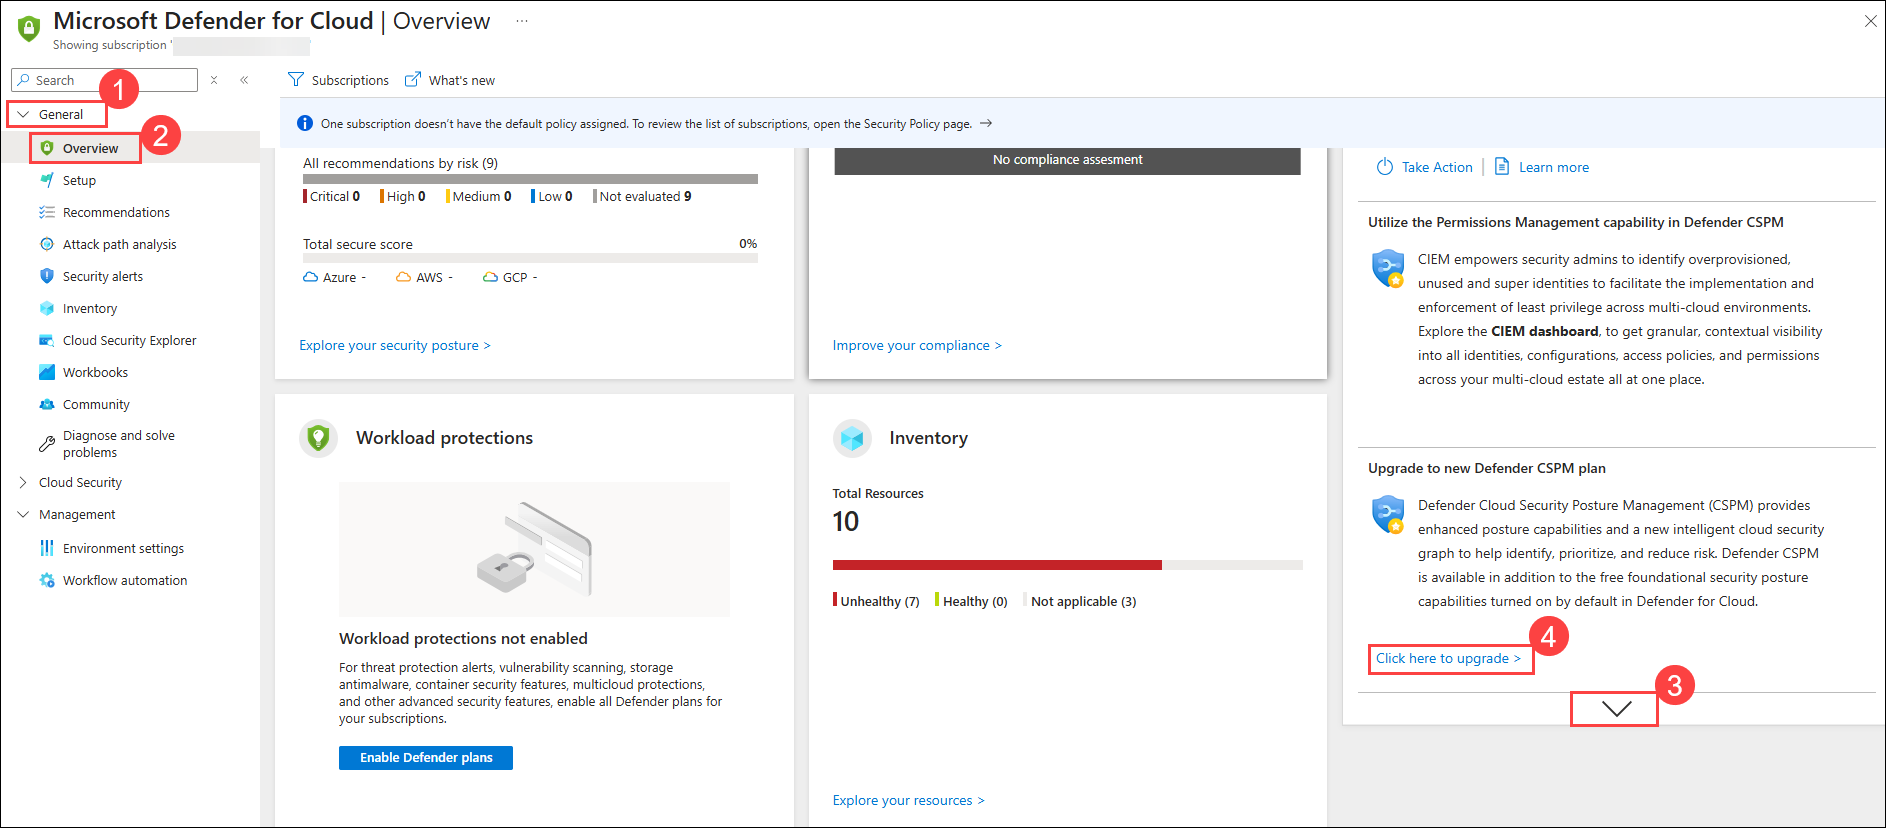 Microsoft Defender for Cloud | Overview ...
Showing subscription '
Search
Subscriptions
What's new
1
General
2
Overview
Setup
Recommendations
Attack path analysis
Security alerts
Inventory
Cloud Security Explorer
Workbooks
Community
Diagnose and solve
problems
Cloud Security
Management
Environment settings
Workflow automation
One subscription doesn't have the default policy assigned. To review the list of subscriptions, open the Security Policy page. →
All recommendations by risk (9)
Critical 0 High 0 Medium 0 Low 0 Not evaluated 9
Total secure score 0%
Azure - AWS - GCP -
Explore your security posture >
No compliance assesment
Improve your compliance >
Workload protections
Workload protections not enabled
For threat protection alerts, vulnerability scanning, storage
antimalware, container security features, multicloud protections,
and other advanced security features, enable all Defender plans for
your subscriptions.
Enable Defender plans
Inventory
Total Resources
10
Unhealthy (7) Healthy (0) Not applicable (3)
Explore your resources >
Take Action | Learn more
Utilize the Permissions Management capability in Defender CSPM
CIEM empowers security admins to identify overprovisioned,
unused and super identities to facilitate the implementation and
enforcement of least privilege across multi-cloud environments.
Explore the CIEM dashboard, to get granular, contextual visibility
into all identities, configurations, access policies, and permissions
across your multi-cloud estate all at one place.
Upgrade to new Defender CSPM plan
Defender Cloud Security Posture Management (CSPM) provides
enhanced posture capabilities and a new intelligent cloud security
graph to help identify, prioritize, and reduce risk. Defender CSPM
is available in addition to the free foundational security posture
capabilities turned on by default in Defender for Cloud.
4
Click here to upgrade >
3